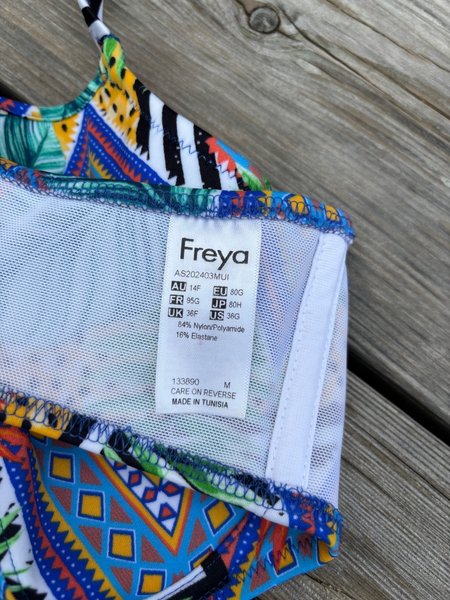 Freya
AS202403MUI
AU 14F EU 80G
FR 95G JP 80H
UK 36F US 36G
84% Nylon/Polyamide
16% Elastane
133890 M
CARE ON REVERSE
MADE IN TUNISIA